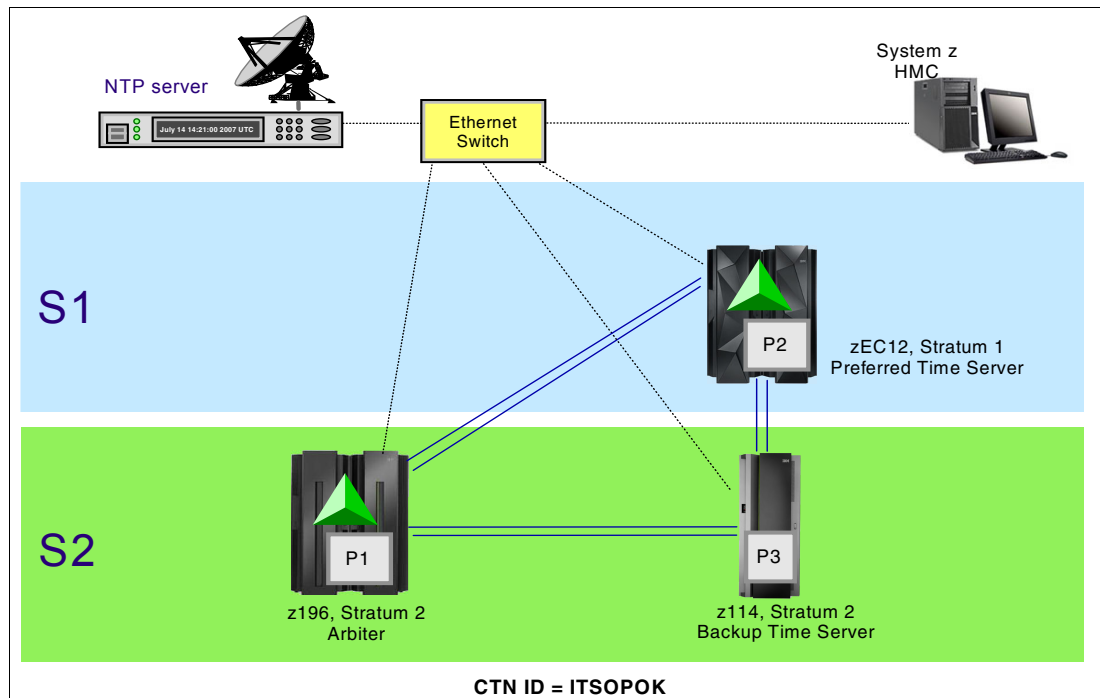 System z
HMC
NTP server
July 14 14:21:00 2007 UTC
Ethernet
Switch
S1
P2
zEC12, Stratum 1
Preferred Time Server
S2
P1
P3
z196, Stratum 2
Arbiter
z114, Stratum 2
Backup Time Server
CTN ID = ITSOPOK